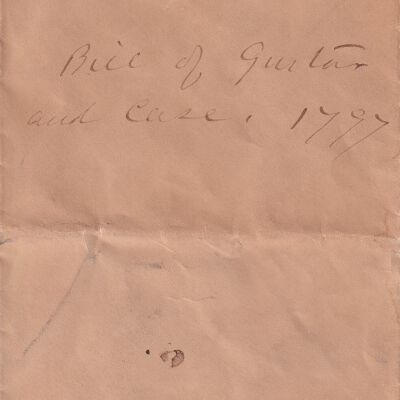 Bill of Guitar
and Case. 1797